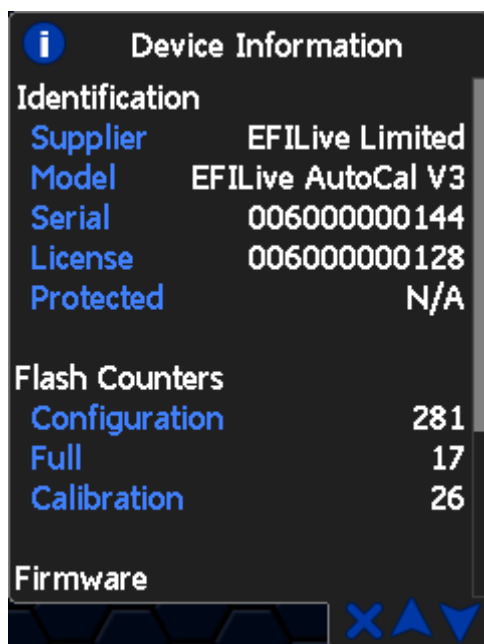 Device Information
Identification
Supplier EFILive Limited
Model EFILive AutoCal V3
Serial 006000000144
License 006000000128
Protected N/A
Flash Counters
Configuration 281
Full 17
Calibration 26
Firmware